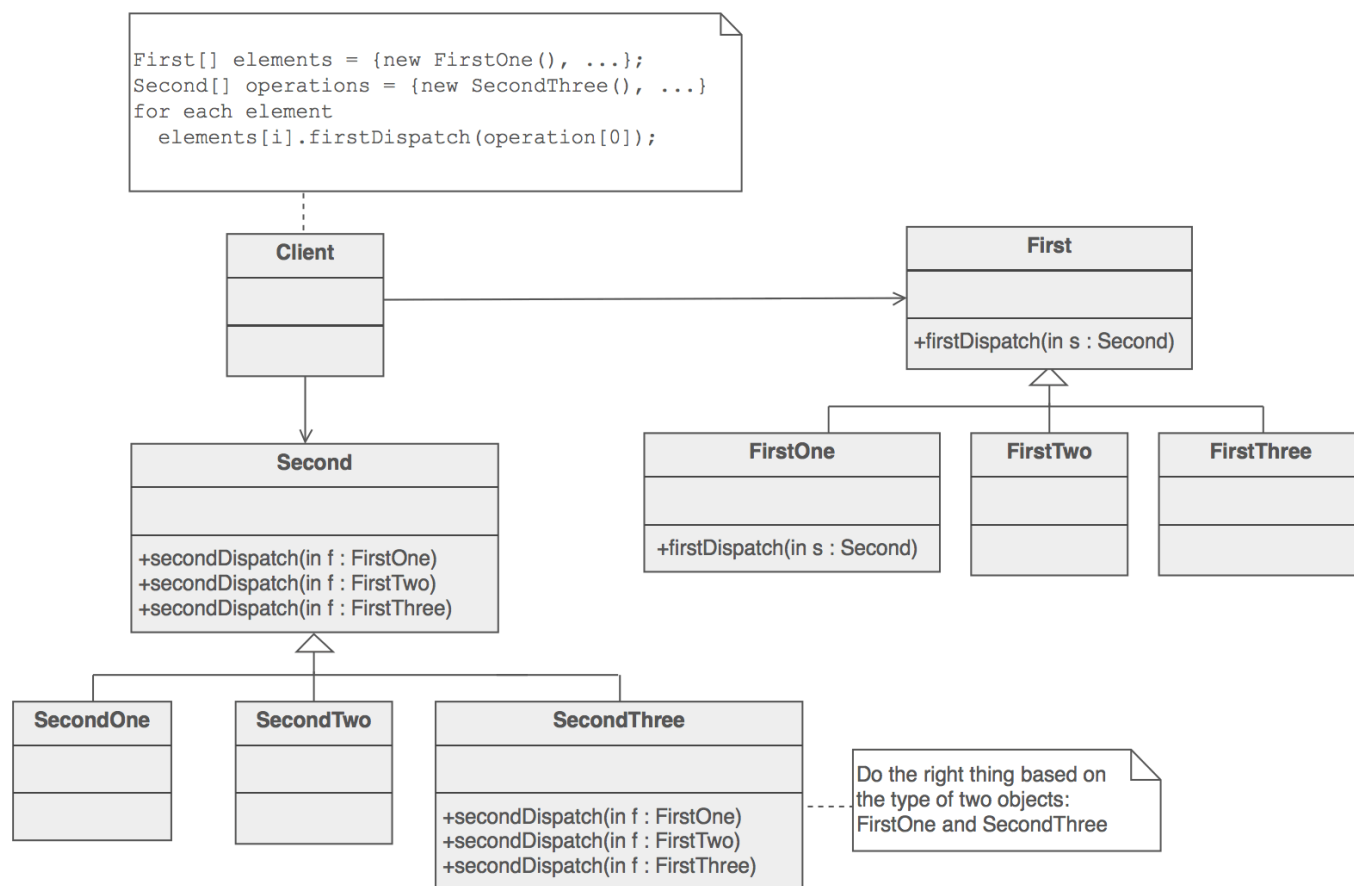 First[] elements = {new FirstOne(), ...};
Second[] operations = {new SecondThree(), ...}
for each element
  elements[i].firstDispatch(operation[0]);
Client
First
+firstDispatch(in s : Second)
Second
+secondDispatch(in f : FirstOne)
+secondDispatch(in f : FirstTwo)
+secondDispatch(in f : FirstThree)
FirstOne
+firstDispatch(in s : Second)
FirstTwo
FirstThree
SecondOne
SecondTwo
SecondThree
+secondDispatch(in f : FirstOne)
+secondDispatch(in f : FirstTwo)
+secondDispatch(in f : FirstThree)
Do the right thing based on
the type of two objects:
FirstOne and SecondThree